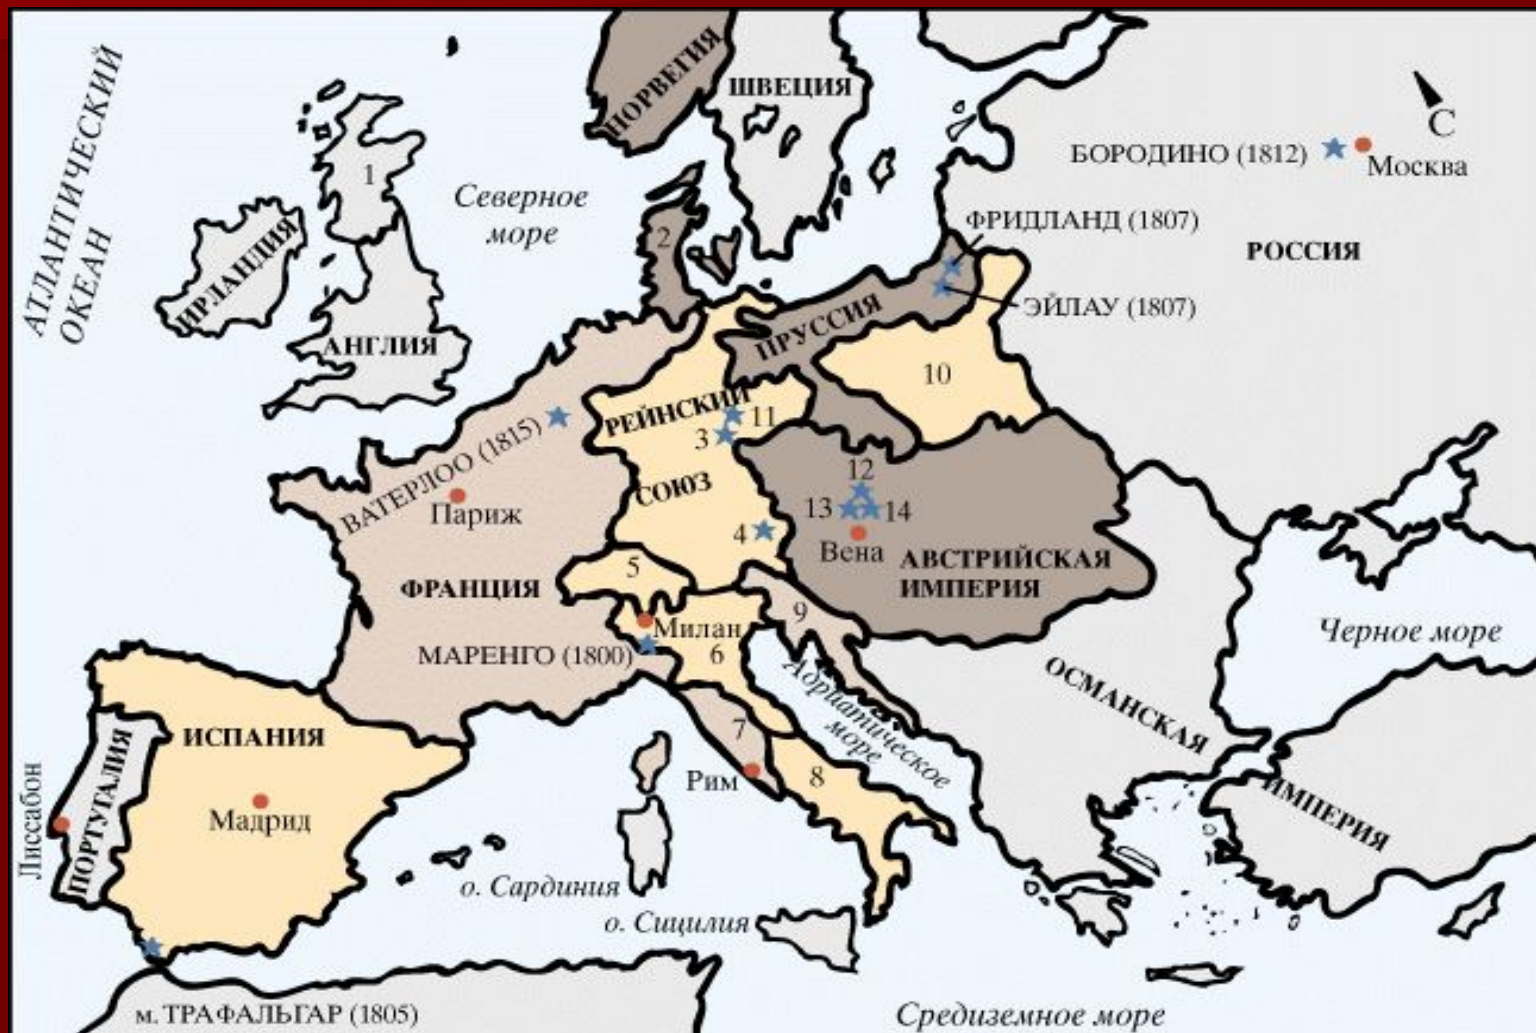 АТЛАНТИЧЕСКИЙ
ОКЕАН
НОРВЕГИЯ
ШВЕЦИЯ
С
БОРОДИНО (1812)
Москва
1
Северное
море
2
ФРИДЛАНД (1807)
РОССИЯ
ИРЛАНДИЯ
ЭЙЛАУ (1807)
АНГЛИЯ
ПРУССИЯ
10
РЕЙНСКИЙ
11
3
ВАТЕРЛОО (1815)
СОЮЗ
12
13
14
Париж
4
Вена
АВСТРИЙСКАЯ
ИМПЕРИЯ
5
ФРАНЦИЯ
9
Милан
МАРЕНГО (1800)
6
Черное море
Адриатическое
море
ОСМАНСКАЯ
ИМПЕРИЯ
ИСПАНИЯ
7
Рим
8
Лиссабон
ПОРТУГАЛИЯ
Мадрид
о. Сардиния
о. Сицилия
м. ТРАФАЛЬГАР (1805)
Средиземное море